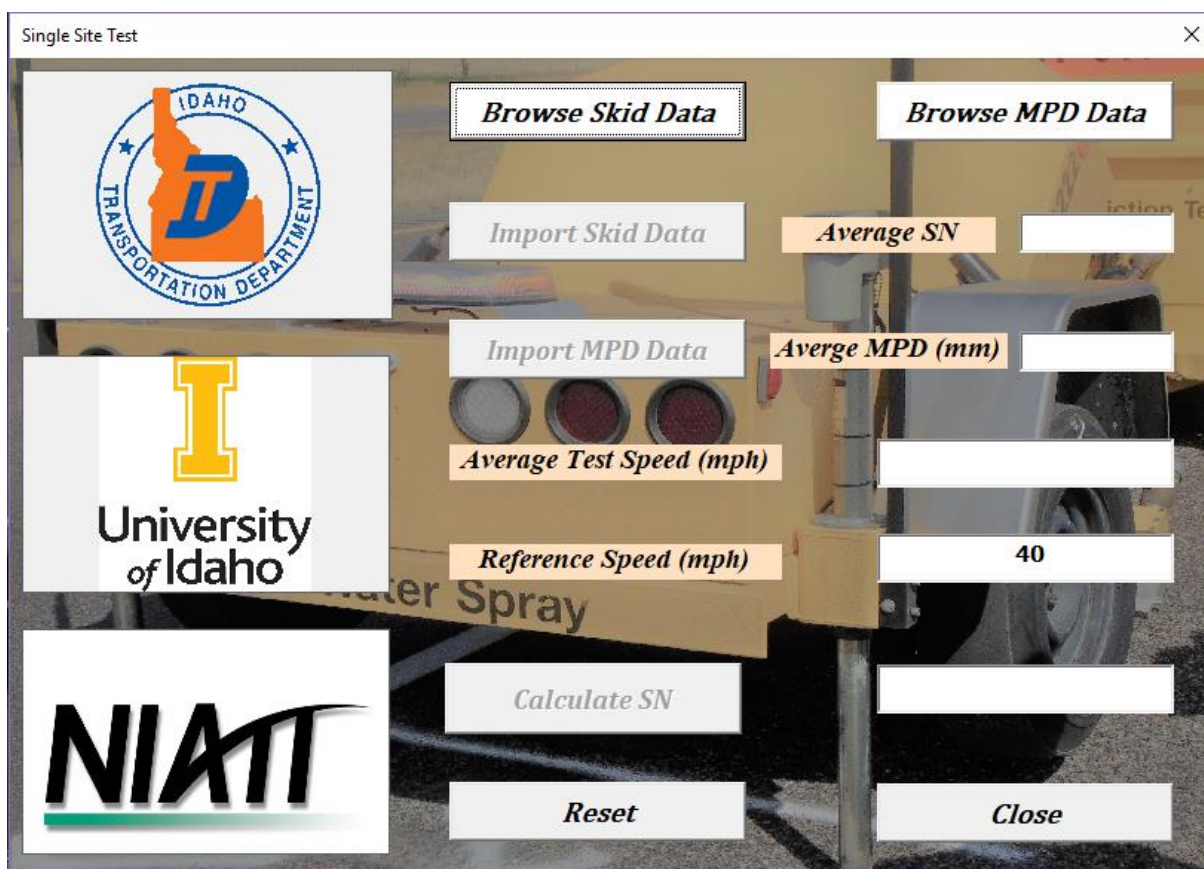 Single Site Test
IDAHO
TRANSPORTATION DEPARTMENT
Browse Skid Data
Browse MPD Data
Import Skid Data
Average SN
Import MPD Data
Averge MPD (mm)
Average Test Speed (mph)
University
of Idaho
Reference Speed (mph)
40
Spray
Calculate SN
NIATT
Reset
Close